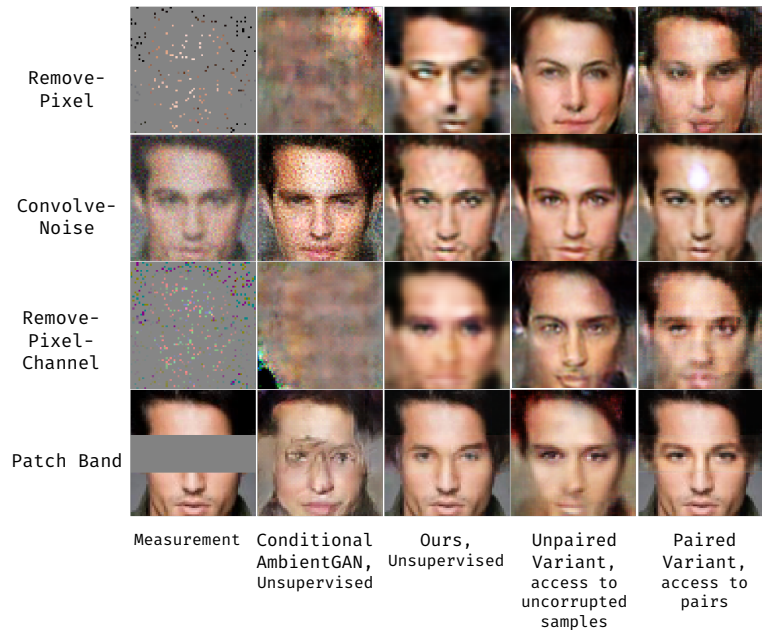 Remove-
Pixel
Convolve-
Noise
Remove-
Pixel-
Channel
Patch Band
Measurement
Conditional
AmbientGAN,
Unsupervised
Ours,
Unsupervised
Unpaired
Variant,
access to
uncorrupted
samples
Paired
Variant,
access to
pairs